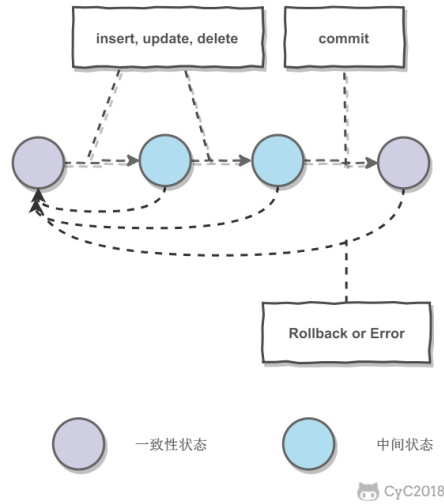 insert, update, delete
commit
Rollback or Error
一致性状态
中间状态
CyC2018